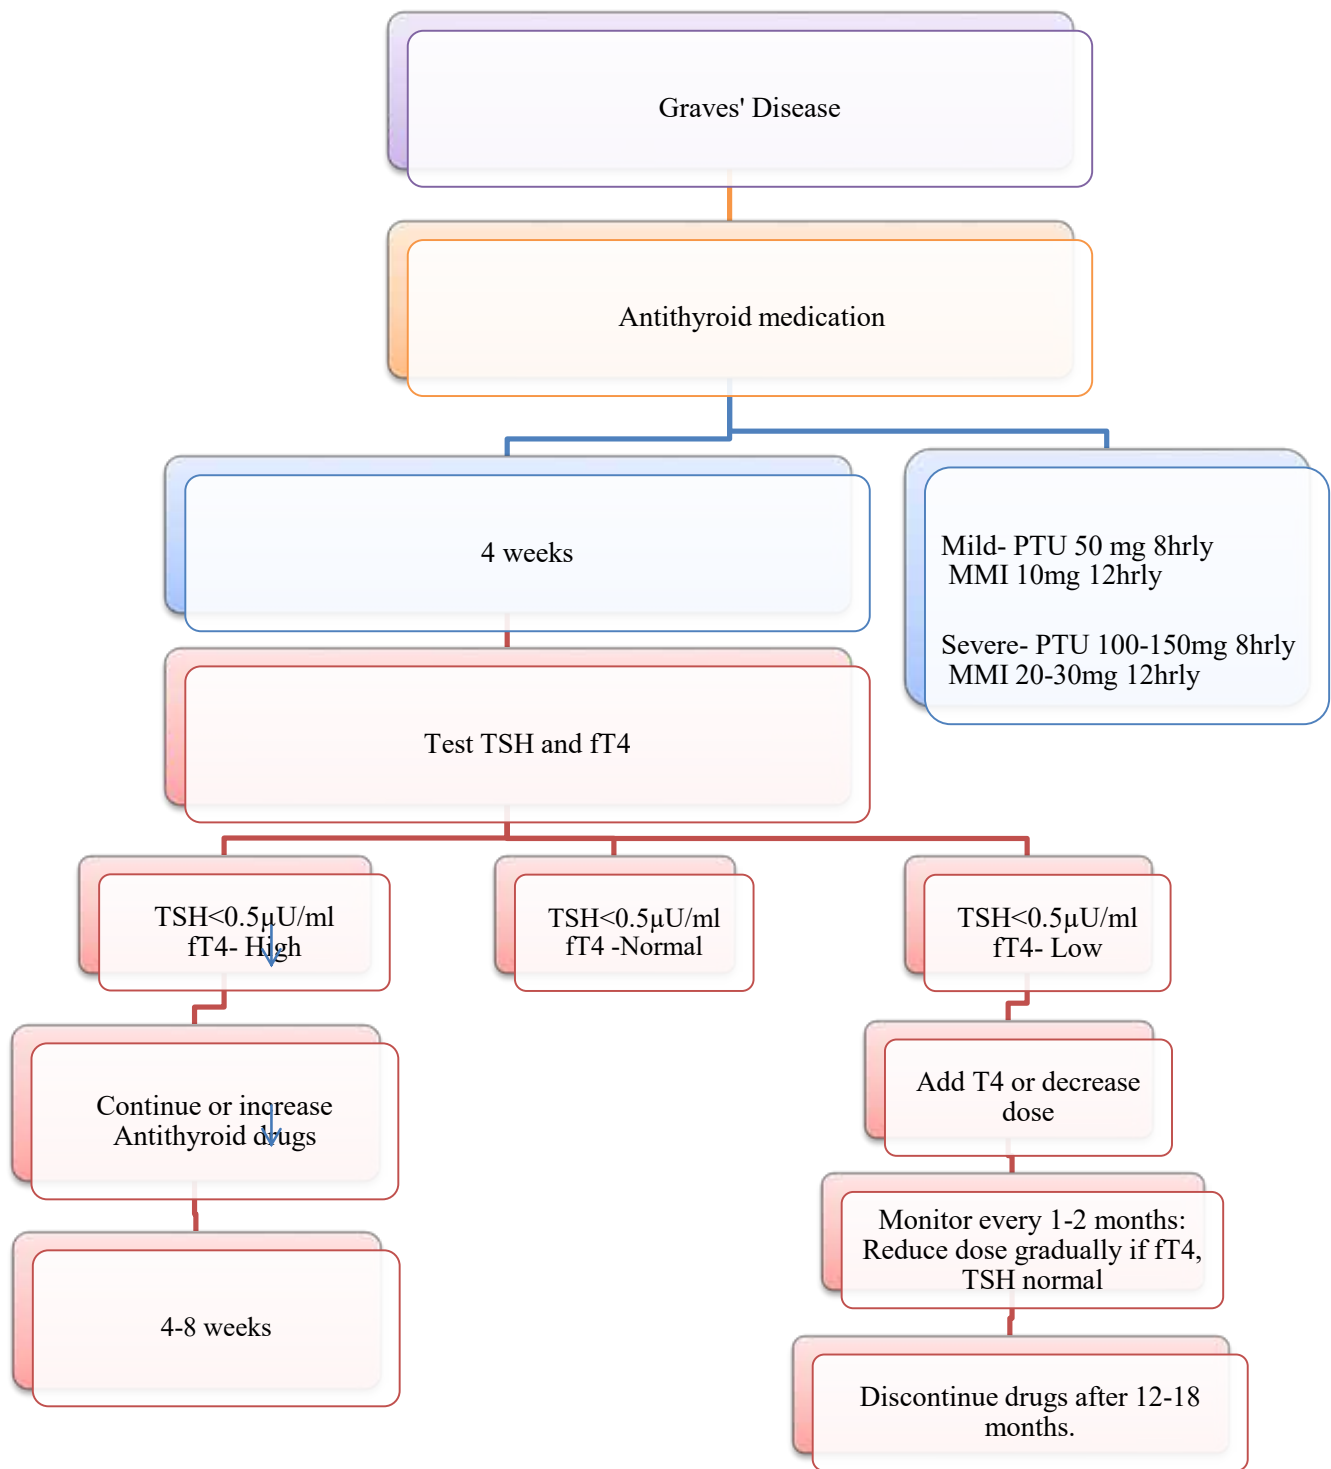 Graves' Disease
Antithyroid medication
4 weeks
Mild- PTU 50 mg 8hrly
MMI 10mg 12hrly
Severe- PTU 100-150mg 8hrly
MMI 20-30mg 12hrly
Test TSH and fT4
TSH<0.5µU/ml
fT4- High
TSH<0.5µU/ml
fT4 -Normal
TSH<0.5µU/ml
fT4- Low
Continue or increase
Antithyroid drugs
Add T4 or decrease
dose
Monitor every 1-2 months:
Reduce dose gradually if fT4,
TSH normal
4-8 weeks
Discontinue drugs after 12-18
months.